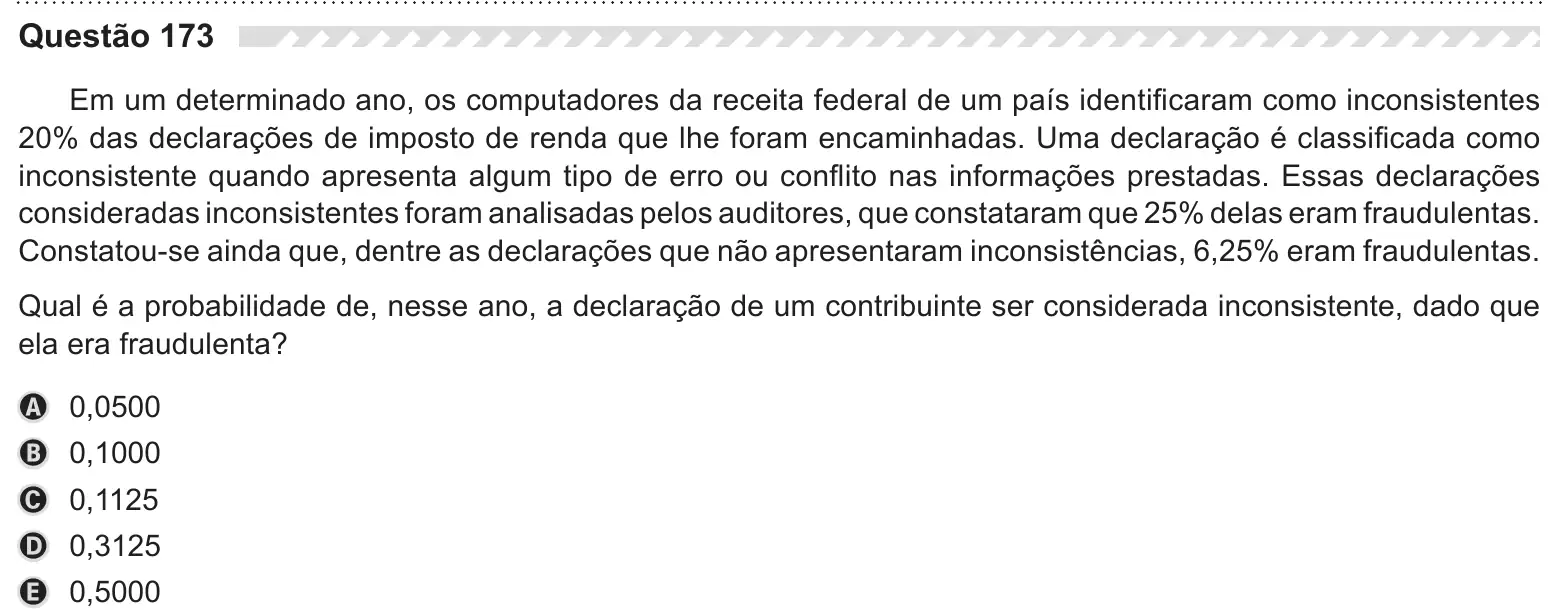 Questão 173
Em um determinado ano, os computadores da receita federal de um país identificaram como inconsistentes
20% das declarações de imposto de renda que lhe foram encaminhadas. Uma declaração é classificada como
inconsistente quando apresenta algum tipo de erro ou conflito nas informações prestadas. Essas declarações
consideradas inconsistentes foram analisadas pelos auditores, que constataram que 25% delas eram fraudulentas.
Constatou-se ainda que, dentre as declarações que não apresentaram inconsistências, 6,25% eram fraudulentas.
Qual é a probabilidade de, nesse ano, a declaração de um contribuinte ser considerada inconsistente, dado que
ela era fraudulenta?
A 0,0500
B 0,1000
C 0,1125
D 0,3125
E 0,5000